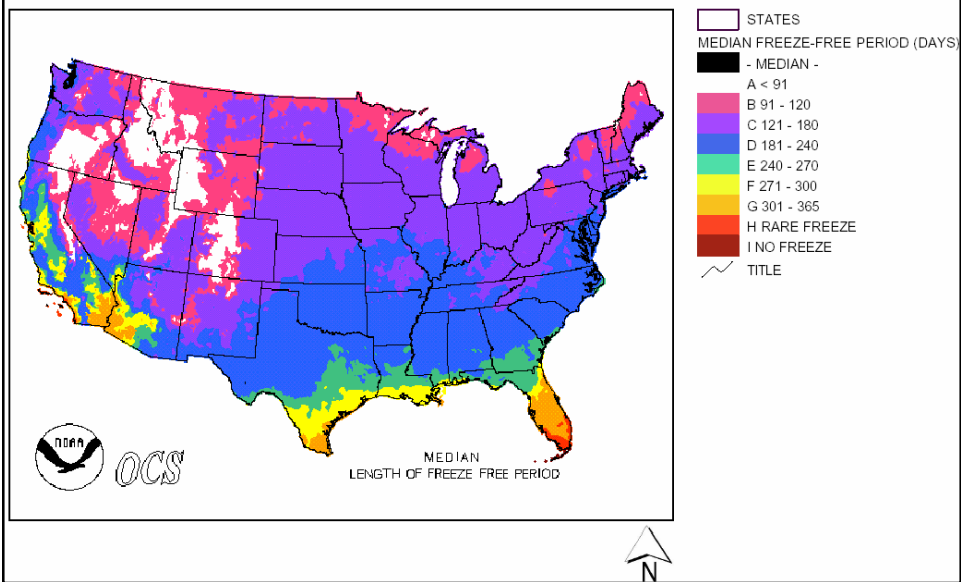 STATES
MEDIAN FREEZE-FREE PERIOD (DAYS)
- MEDIAN -
A < 91
B 91 - 120
C 121 - 180
D 181 - 240
E 240 - 270
F 271 - 300
G 301 - 365
H RARE FREEZE
I NO FREEZE
TITLE
NOAA
OCS
MEDIAN
LENGTH OF FREEZE FREE PERIOD
N